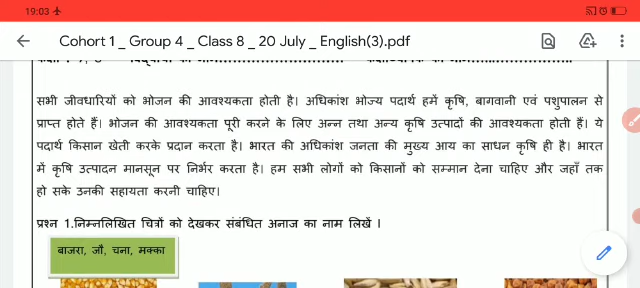 19:03
Cohort 1 _ Group 4 _ Class 8 _ 20 July _ English(3).pdf
सभी जीवधारियों को भोजन की आवश्यकता होती है। अधिकांश भोज्य पदार्थ हमें कृषि, बागवानी एवं पशुपालन से
प्राप्त होते हैं। भोजन की आवश्यकता पूरी करने के लिए अन्न तथा अन्य कृषि उत्पादों की आवश्यकता होती हैं। ये
पदार्थ किसान खेती करके प्रदान करता है। भारत की अधिकांश जनता की मुख्य आय का साधन कृषि ही है। भारत
में कृषि उत्पादन मानसून पर निर्भर करता है। हम सभी लोगों को किसानों को सम्मान देना चाहिए और जहाँ तक
हो सके उनकी सहायता करनी चाहिए।
प्रश्न 1.निम्नलिखित चित्रों को देखकर संबंधित अनाज का नाम लिखें ।
बाजरा, जौ, चना, मक्का